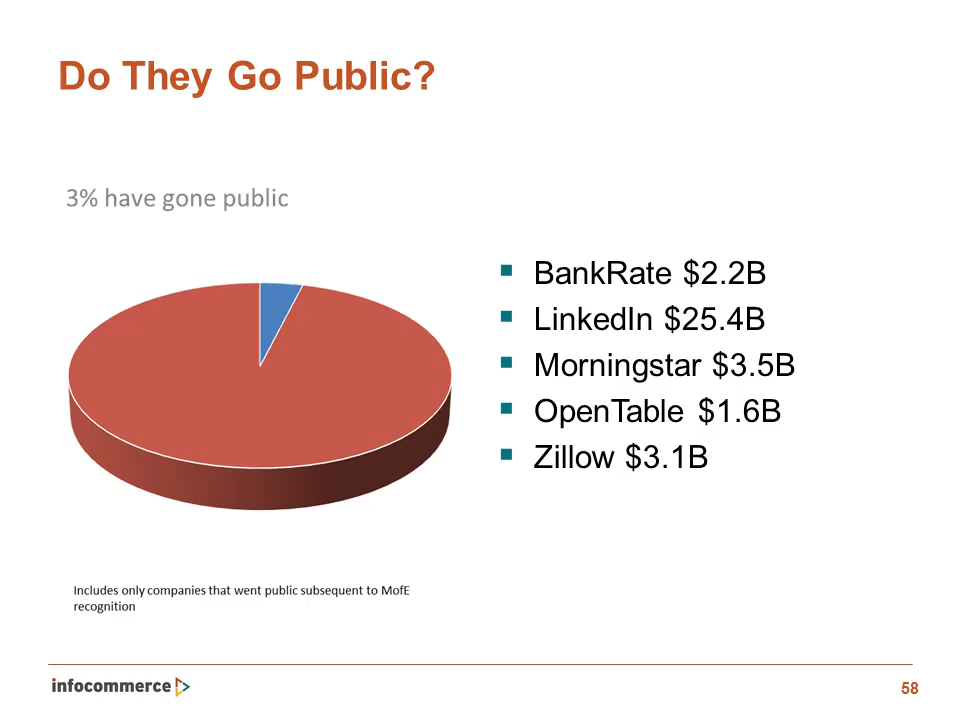 Do They Go Public?
3% have gone public
BankRate $2.2B
LinkedIn $25.4B
Morningstar $3.5B
OpenTable $1.6B
Zillow $3.1B
Includes only companies that went public subsequent to MofE
recognition
infocommerce
58